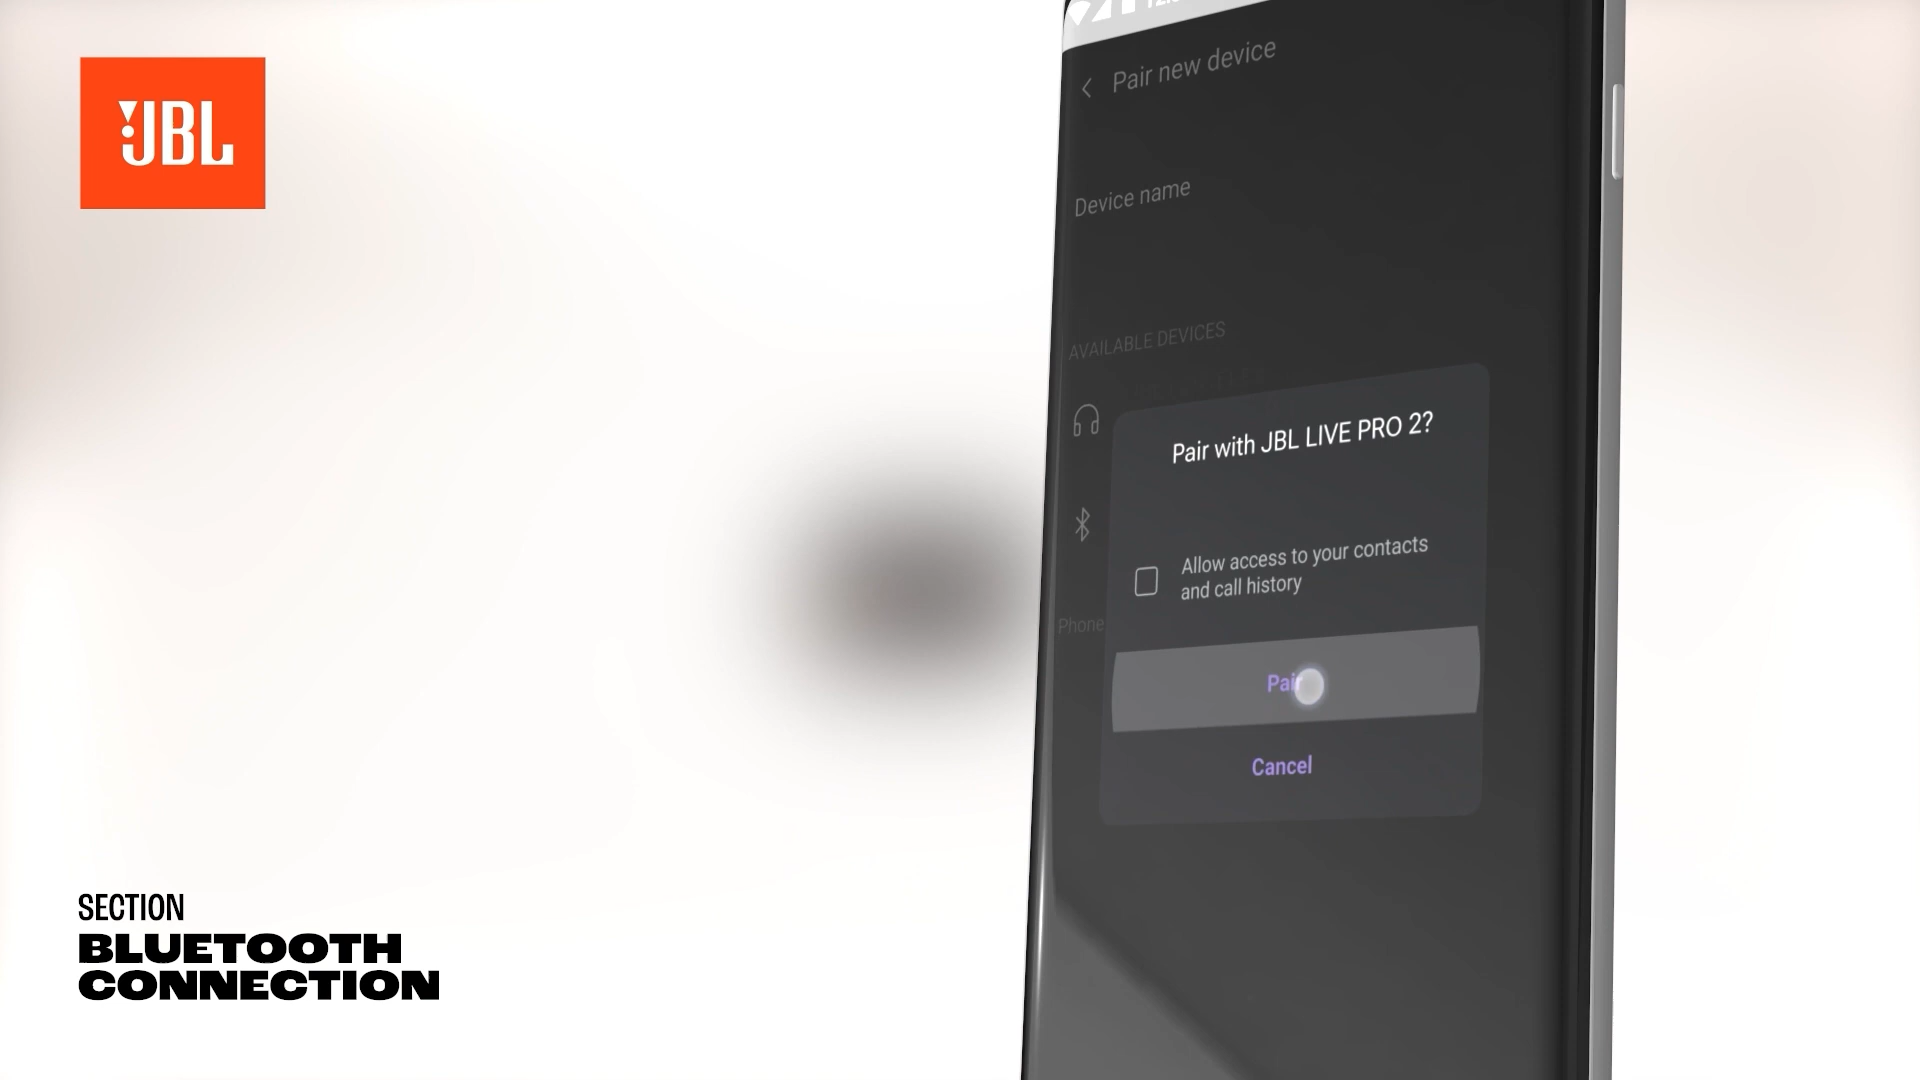 JBL
Pair new device
Device name
AVAILABLE DEVICES
Pair with JBL LIVE PRO 2?
Allow access to your contacts
and call history
Phone
Pair
Cancel
SECTION
BLUETOOTH
CONNECTION